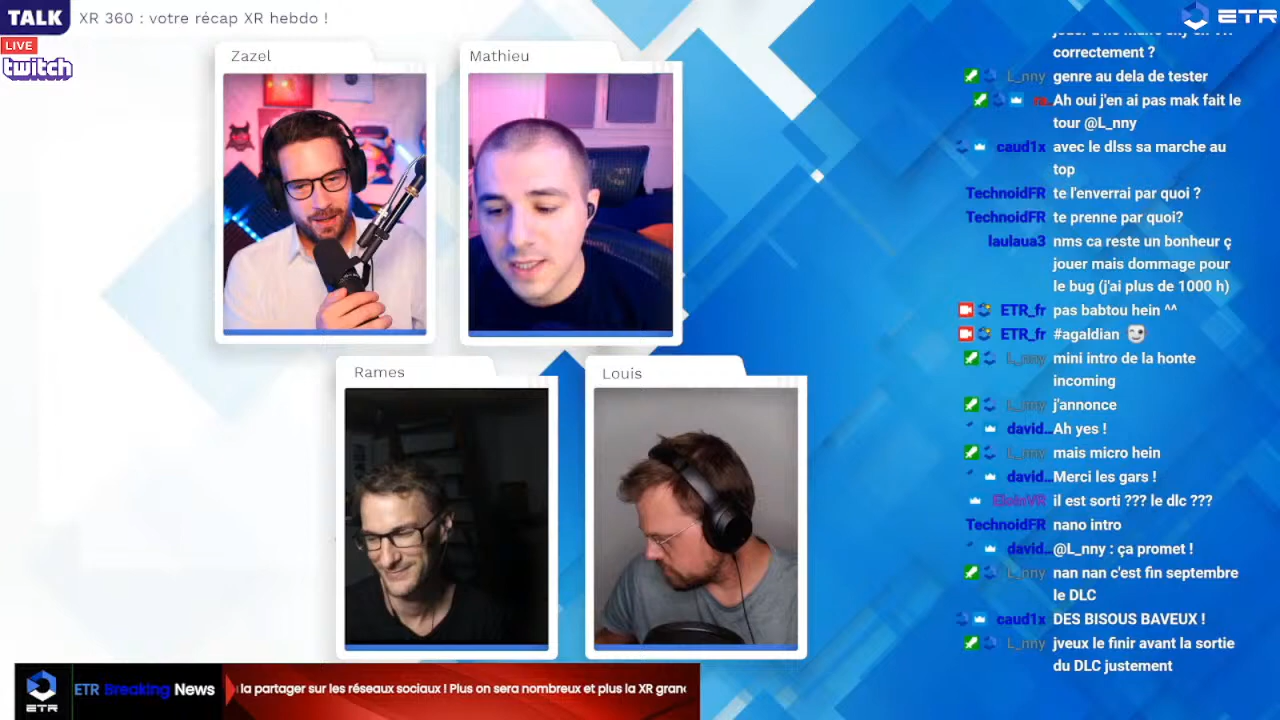 TALK
XR 360 : votre récap XR hebdo !
LIVE
twitch
ETR
Zazel
Mathieu
Rames
Louis
correctement ?
L_nny genre au dela de tester
Ah oui j'en ai pas mak fait le
tour @L_nny
caud1x avec le dlss sa marche au
top
TechnoidFR te l'enverrai par quoi ?
TechnoidFR te prenne par quoi?
laulaua3 nms ca reste un bonheur ç
jouer mais dommage pour
le bug (j'ai plus de 1000 h)
ETR_fr pas babtou hein ^^
ETR_fr #agaldian
L_nny mini intro de la honte
incoming
L_nny j'annonce
david… Ah yes !
L_nny mais micro hein
david… Merci les gars !
EloinVR il est sorti ??? le dlc ???
TechnoidFR nano intro
david… @L_nny : ça promet !
L_nny nan nan c'est fin septembre
le DLC
caud1x DES BISOUS BAVEUX !
L_nny jveux le finir avant la sortie
du DLC justement
ETR
ETR Breaking News
la partager sur les réseaux sociaux ! Plus on sera nombreux et plus la XR gran